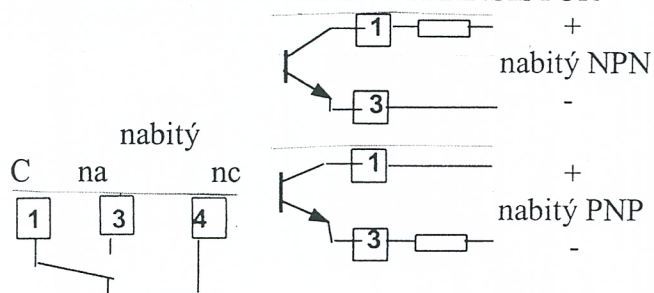 1 +
nabitý NPN
3 -
nabitý
C na nc
1 3 4
1 +
nabitý PNP
3 -